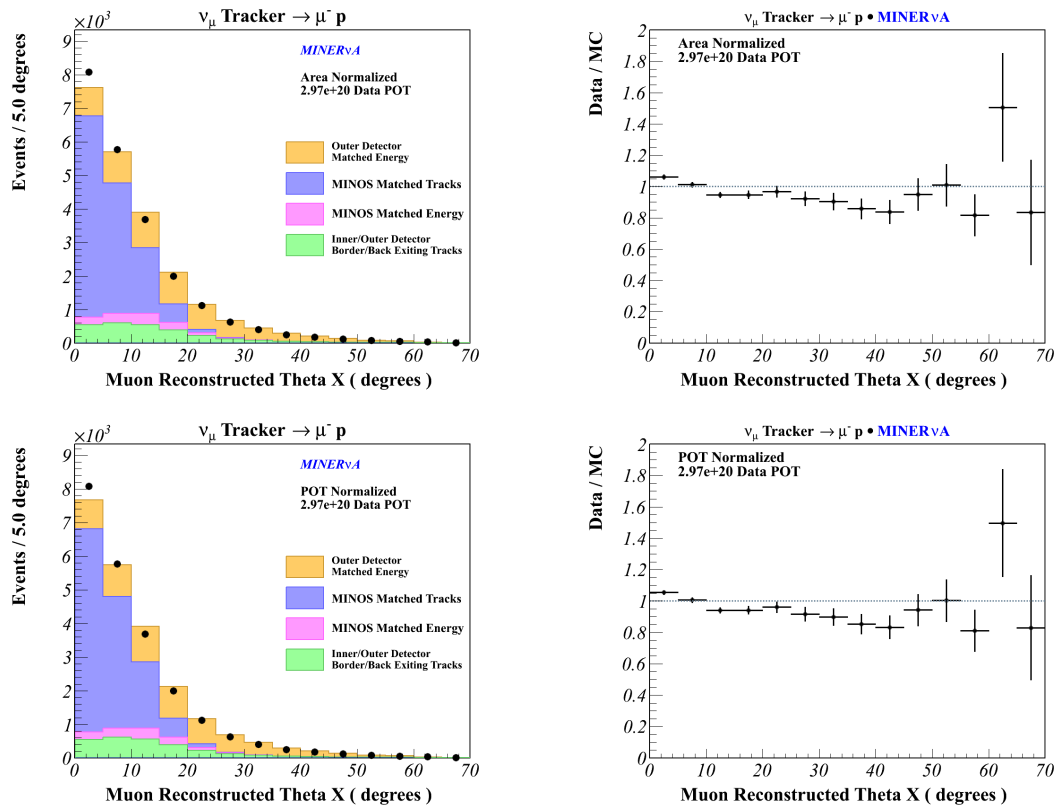 ν_μ Tracker → μ⁻ p
×10³
MINERνA
Area Normalized
2.97e+20 Data POT
Outer Detector
Matched Energy
MINOS Matched Tracks
MINOS Matched Energy
Inner/Outer Detector
Border/Back Exiting Tracks
Events / 5.0 degrees
9
8
7
6
5
4
3
2
1
0
0 10 20 30 40 50 60 70
Muon Reconstructed Theta X ( degrees )
ν_μ Tracker → μ⁻ p • MINERνA
Area Normalized
2.97e+20 Data POT
Data / MC
2
1.8
1.6
1.4
1.2
1
0.8
0.6
0.4
0.2
0
0 10 20 30 40 50 60 70
Muon Reconstructed Theta X ( degrees )
ν_μ Tracker → μ⁻ p
×10³
MINERνA
POT Normalized
2.97e+20 Data POT
Outer Detector
Matched Energy
MINOS Matched Tracks
MINOS Matched Energy
Inner/Outer Detector
Border/Back Exiting Tracks
Events / 5.0 degrees
9
8
7
6
5
4
3
2
1
0
0 10 20 30 40 50 60 70
Muon Reconstructed Theta X ( degrees )
ν_μ Tracker → μ⁻ p • MINERνA
POT Normalized
2.97e+20 Data POT
Data / MC
2
1.8
1.6
1.4
1.2
1
0.8
0.6
0.4
0.2
0
0 10 20 30 40 50 60 70
Muon Reconstructed Theta X ( degrees )